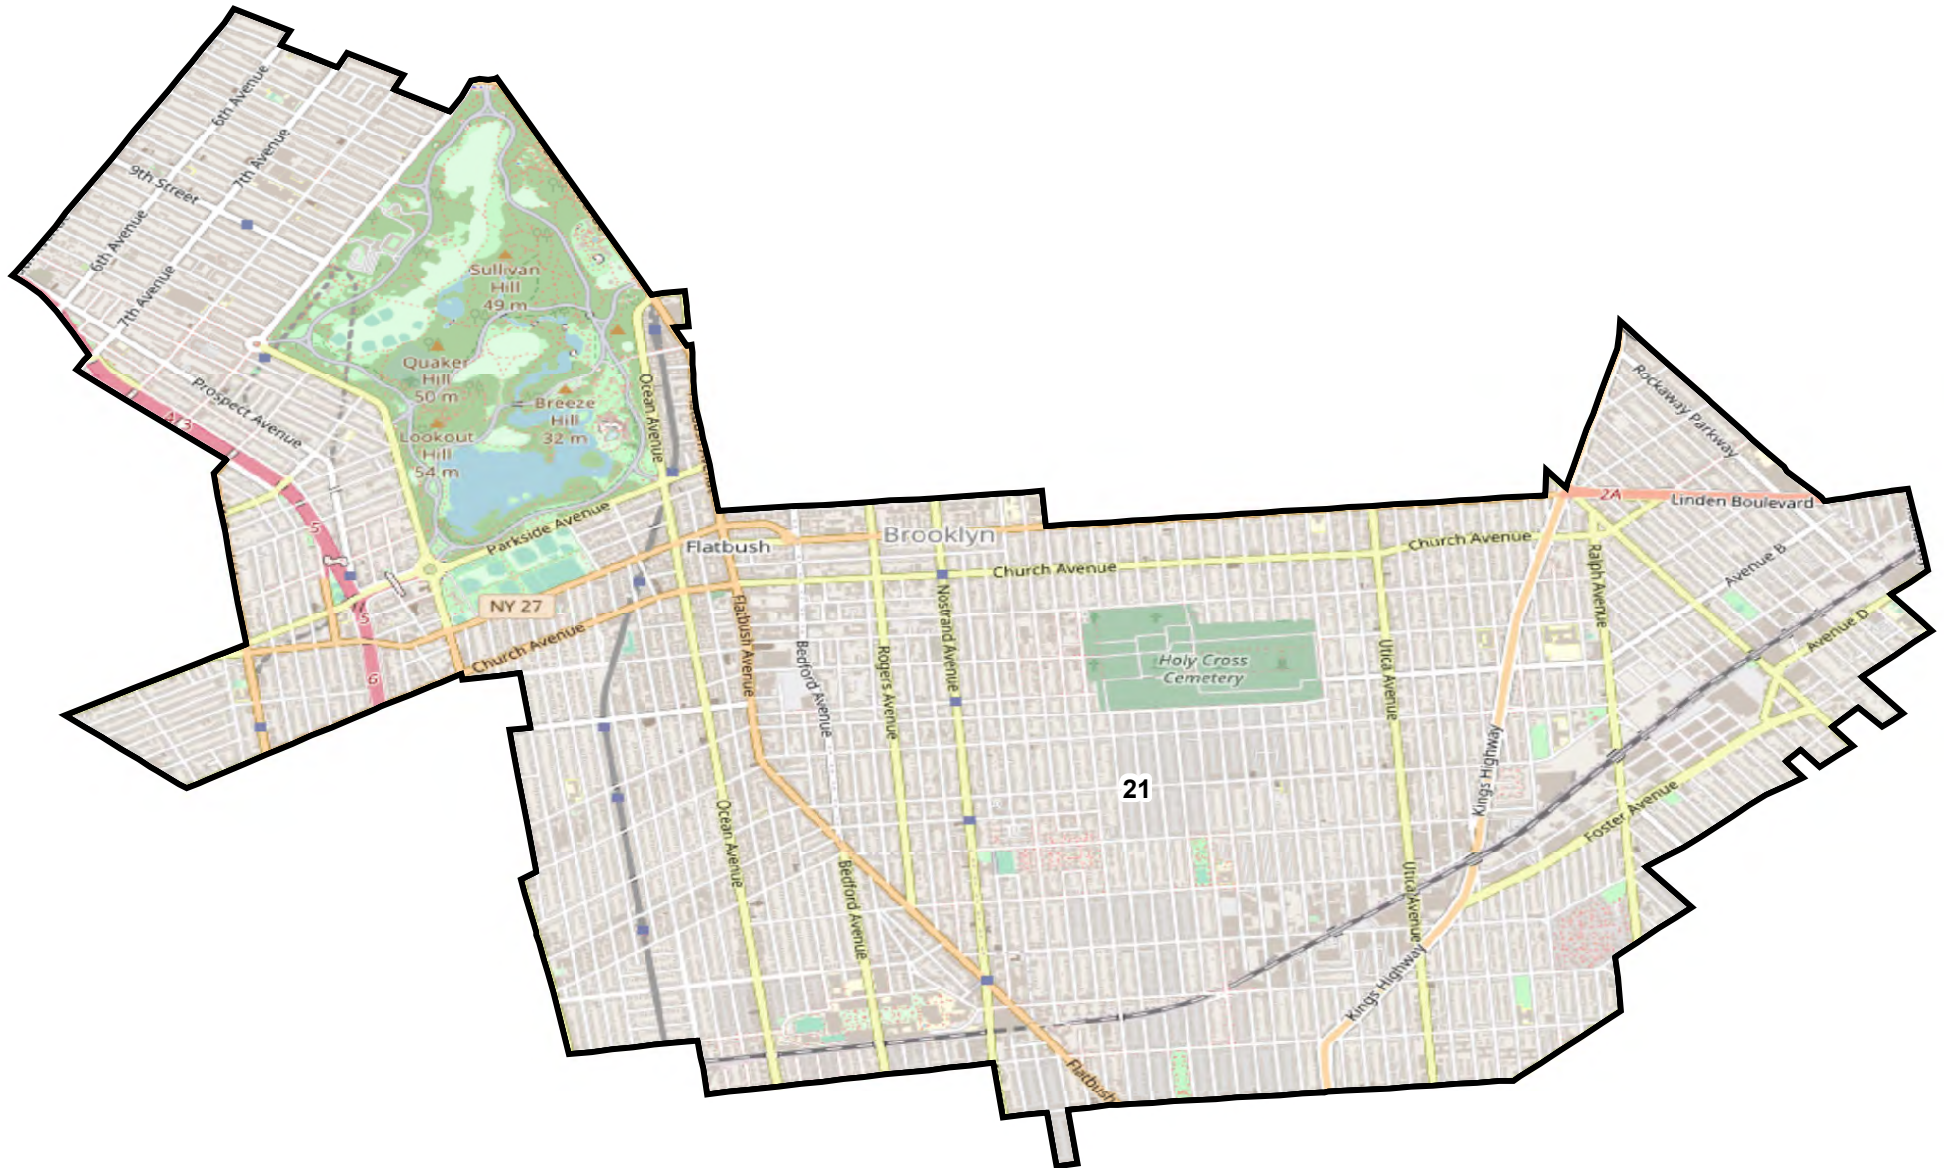 6th Avenue
7th Avenue
9th Street
6th Avenue
7th Avenue
Sullivan
Hill
49 m
Quaker
Hill
50 m
Breeze
Hill
32 m
Lookout
Hill
54 m
Prospect Avenue
Ocean Avenue
Rockaway Parkway
2A
Linden Boulevard
5
Parkside Avenue
Flatbush
Brooklyn
Church Avenue
Church Avenue
Avenue B
NY 27
5
Church Avenue
6
Flatbush Avenue
Bedford Avenue
Rogers Avenue
Nostrand Avenue
Holy Cross
Cemetery
Utica Avenue
Ralph Avenue
Avenue D
Kings Highway
21
Foster Avenue
Ocean Avenue
Bedford Avenue
Utica Avenue
Kings Highway
Flatbush